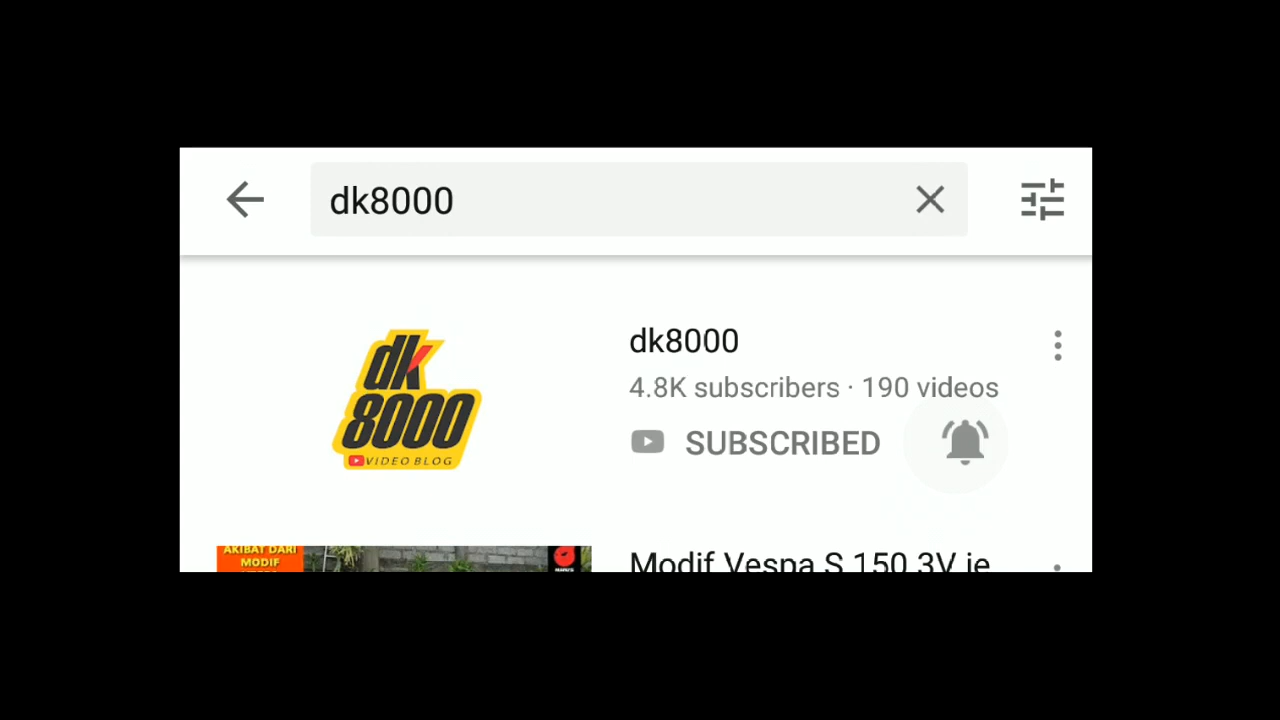 dk8000
dk
8000
VIDEO BLOG
dk8000
4.8K subscribers · 190 videos
SUBSCRIBED
AKIBAT DARI
MODIF
Modif Vespa S 150 3V ie